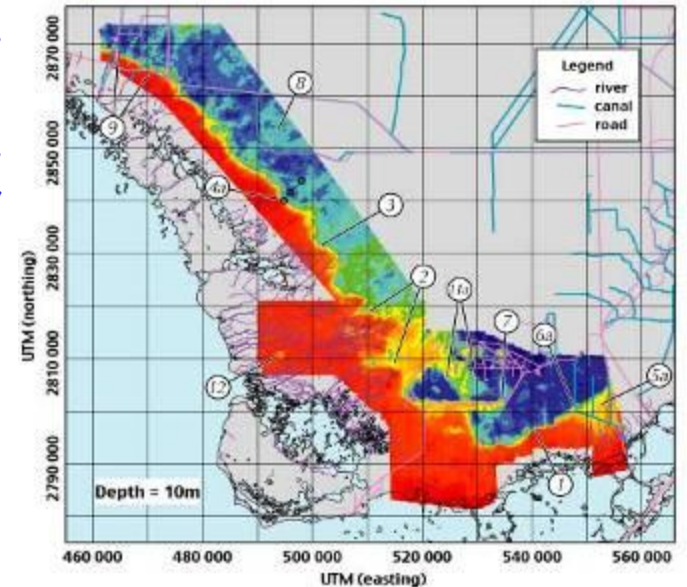 UTM (northing)
2870 000
2850 000
2830 000
2810 000
2790 000
Legend
river
canal
road
8
9
4a
3
2
11a
7
6a
5a
12
1
Depth = 10m
460 000
480 000
500 000
520 000
540 000
560 000
UTM (easting)